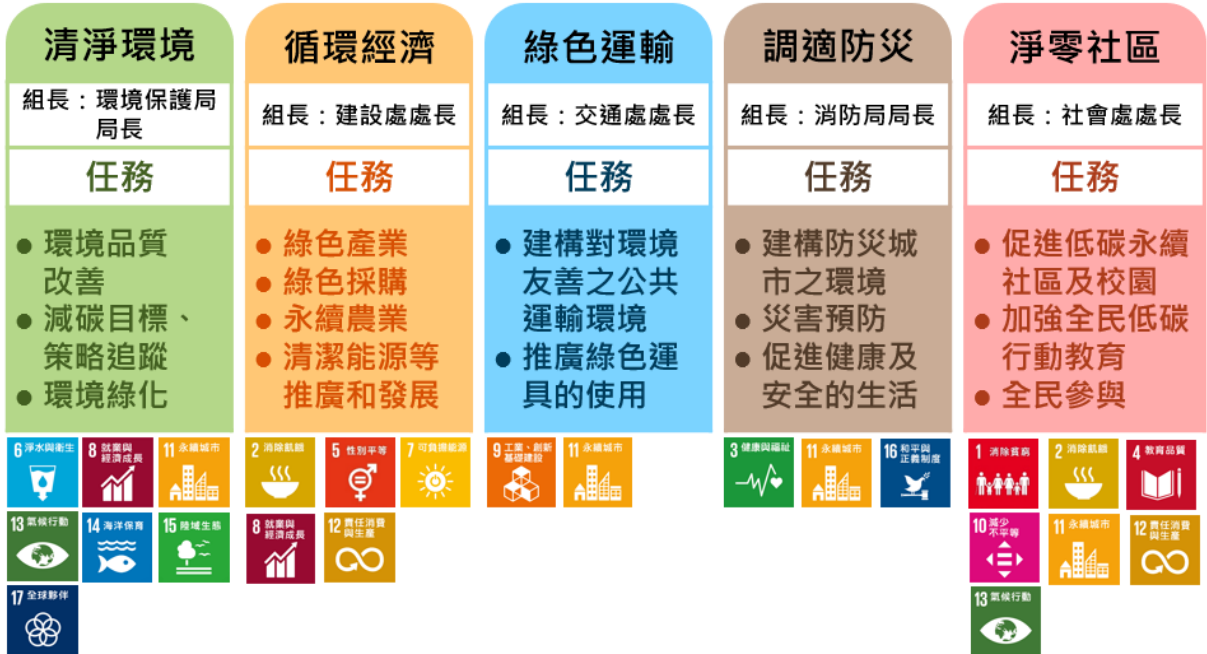 清淨環境
組長：環境保護局
局長
任務
● 環境品質
改善
● 減碳目標、
策略追蹤
● 環境綠化
6 淨水與衛生
8 就業與
經濟成長
11 永續城市
13 氣候行動
14 海洋保育
15 陸域生態
17 全球夥伴
循環經濟
組長：建設處處長
任務
● 綠色產業
● 綠色採購
● 永續農業
● 清潔能源等
推廣和發展
2 消除飢餓
5 性別平等
7 可負擔能源
8 就業與
經濟成長
12 責任消費
與生產
綠色運輸
組長：交通處處長
任務
● 建構對環境
友善之公共
運輸環境
● 推廣綠色運
具的使用
9 工業、創新
基礎建設
11 永續城市
調適防災
組長：消防局局長
任務
● 建構防災城
市之環境
● 災害預防
● 促進健康及
安全的生活
3 健康與福祉
11 永續城市
16 和平與
正義制度
淨零社區
組長：社會處處長
任務
● 促進低碳永續
社區及校園
● 加強全民低碳
行動教育
● 全民參與
1 消除貧窮
2 消除飢餓
4 教育品質
10 減少
不平等
11 永續城市
12 責任消費
與生產
13 氣候行動